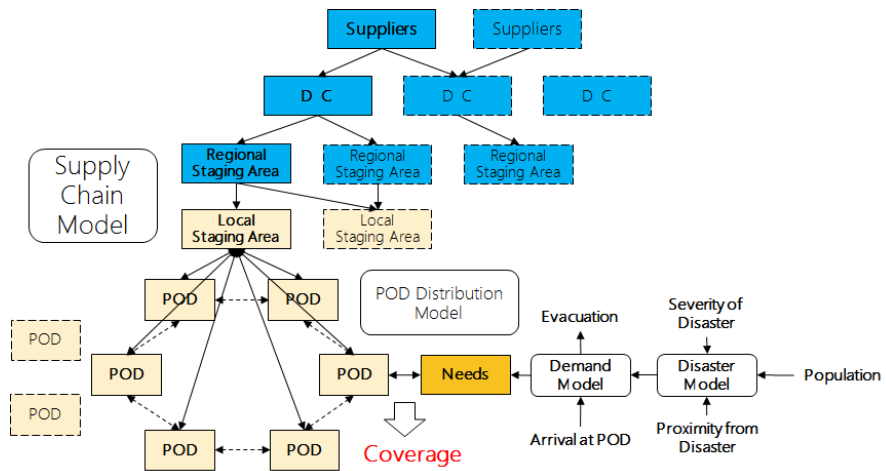 Suppliers
Suppliers
D C
D C
D C
Regional
Staging Area
Regional
Staging Area
Regional
Staging Area
Supply
Chain
Model
Local
Staging Area
Local
Staging Area
POD
POD
POD Distribution
Model
Evacuation
Severity of
Disaster
POD
POD
POD
Needs
Demand
Model
Disaster
Model
Population
POD
POD
POD
Coverage
Arrival at POD
Proximity from
Disaster